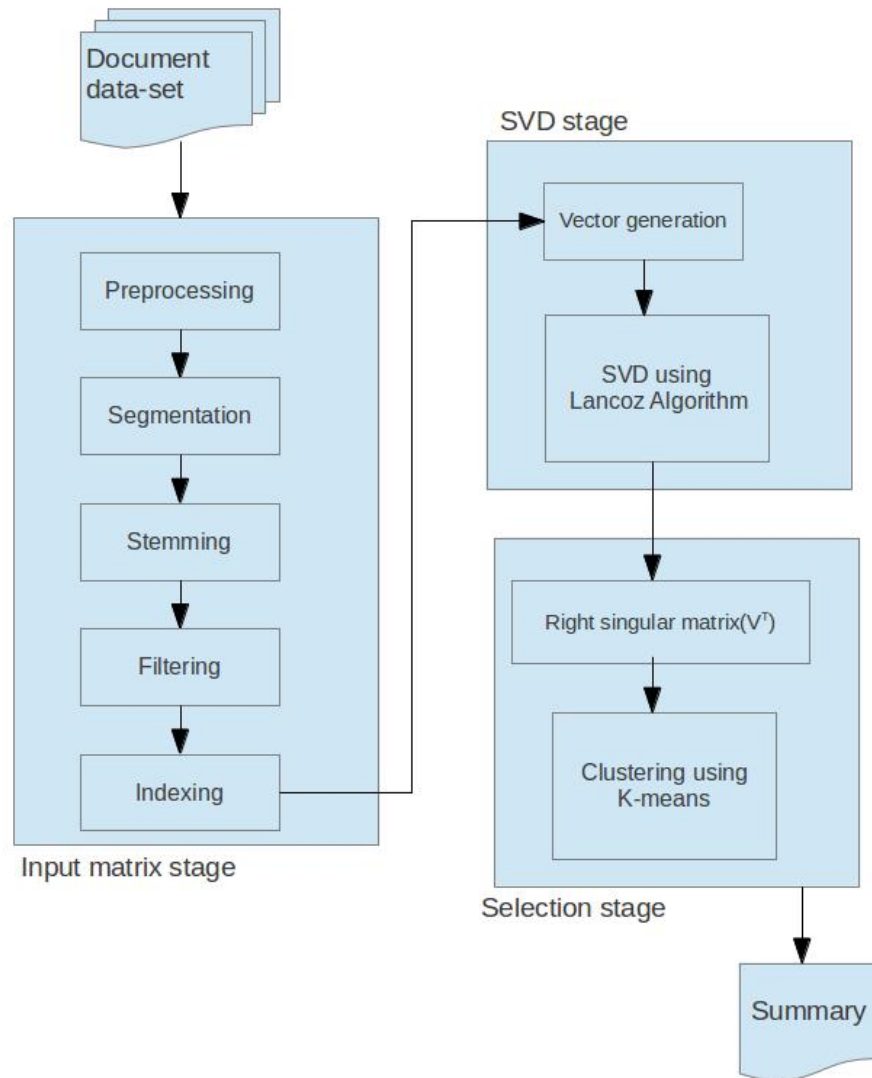 Document
data-set
Preprocessing
Segmentation
Stemming
Filtering
Indexing
Input matrix stage
SVD stage
Vector generation
SVD using
Lancoz Algorithm
Right singular matrix(Vᵀ)
Clustering using
K-means
Selection stage
Summary